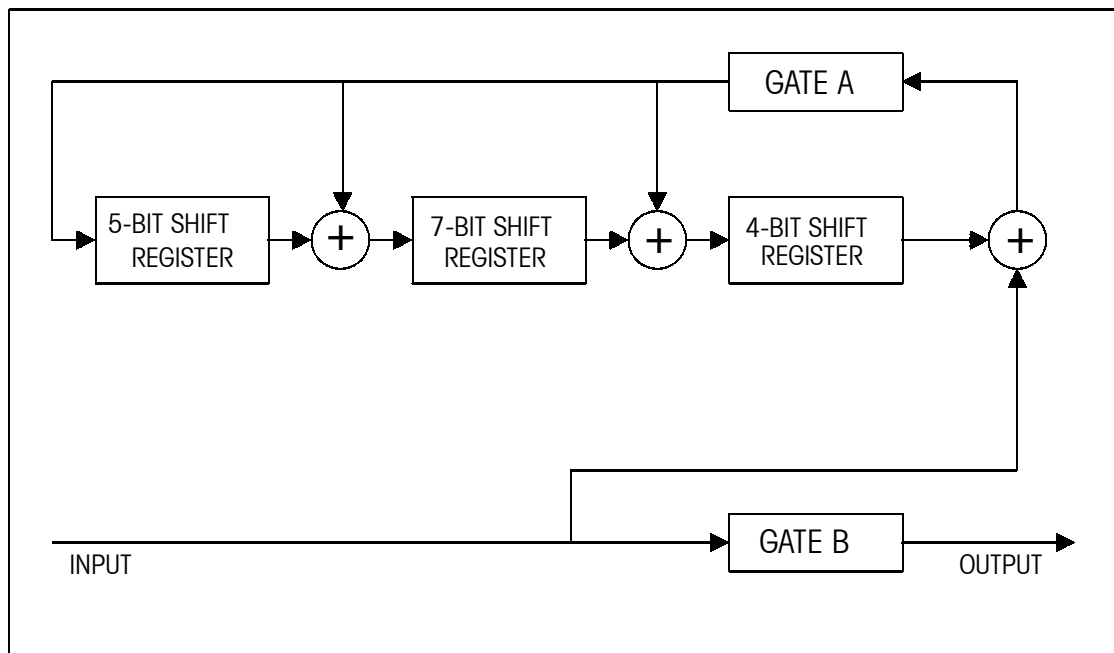 GATE A
5-BIT SHIFT
REGISTER
+
7-BIT SHIFT
REGISTER
+
4-BIT SHIFT
REGISTER
+
GATE B
INPUT
OUTPUT